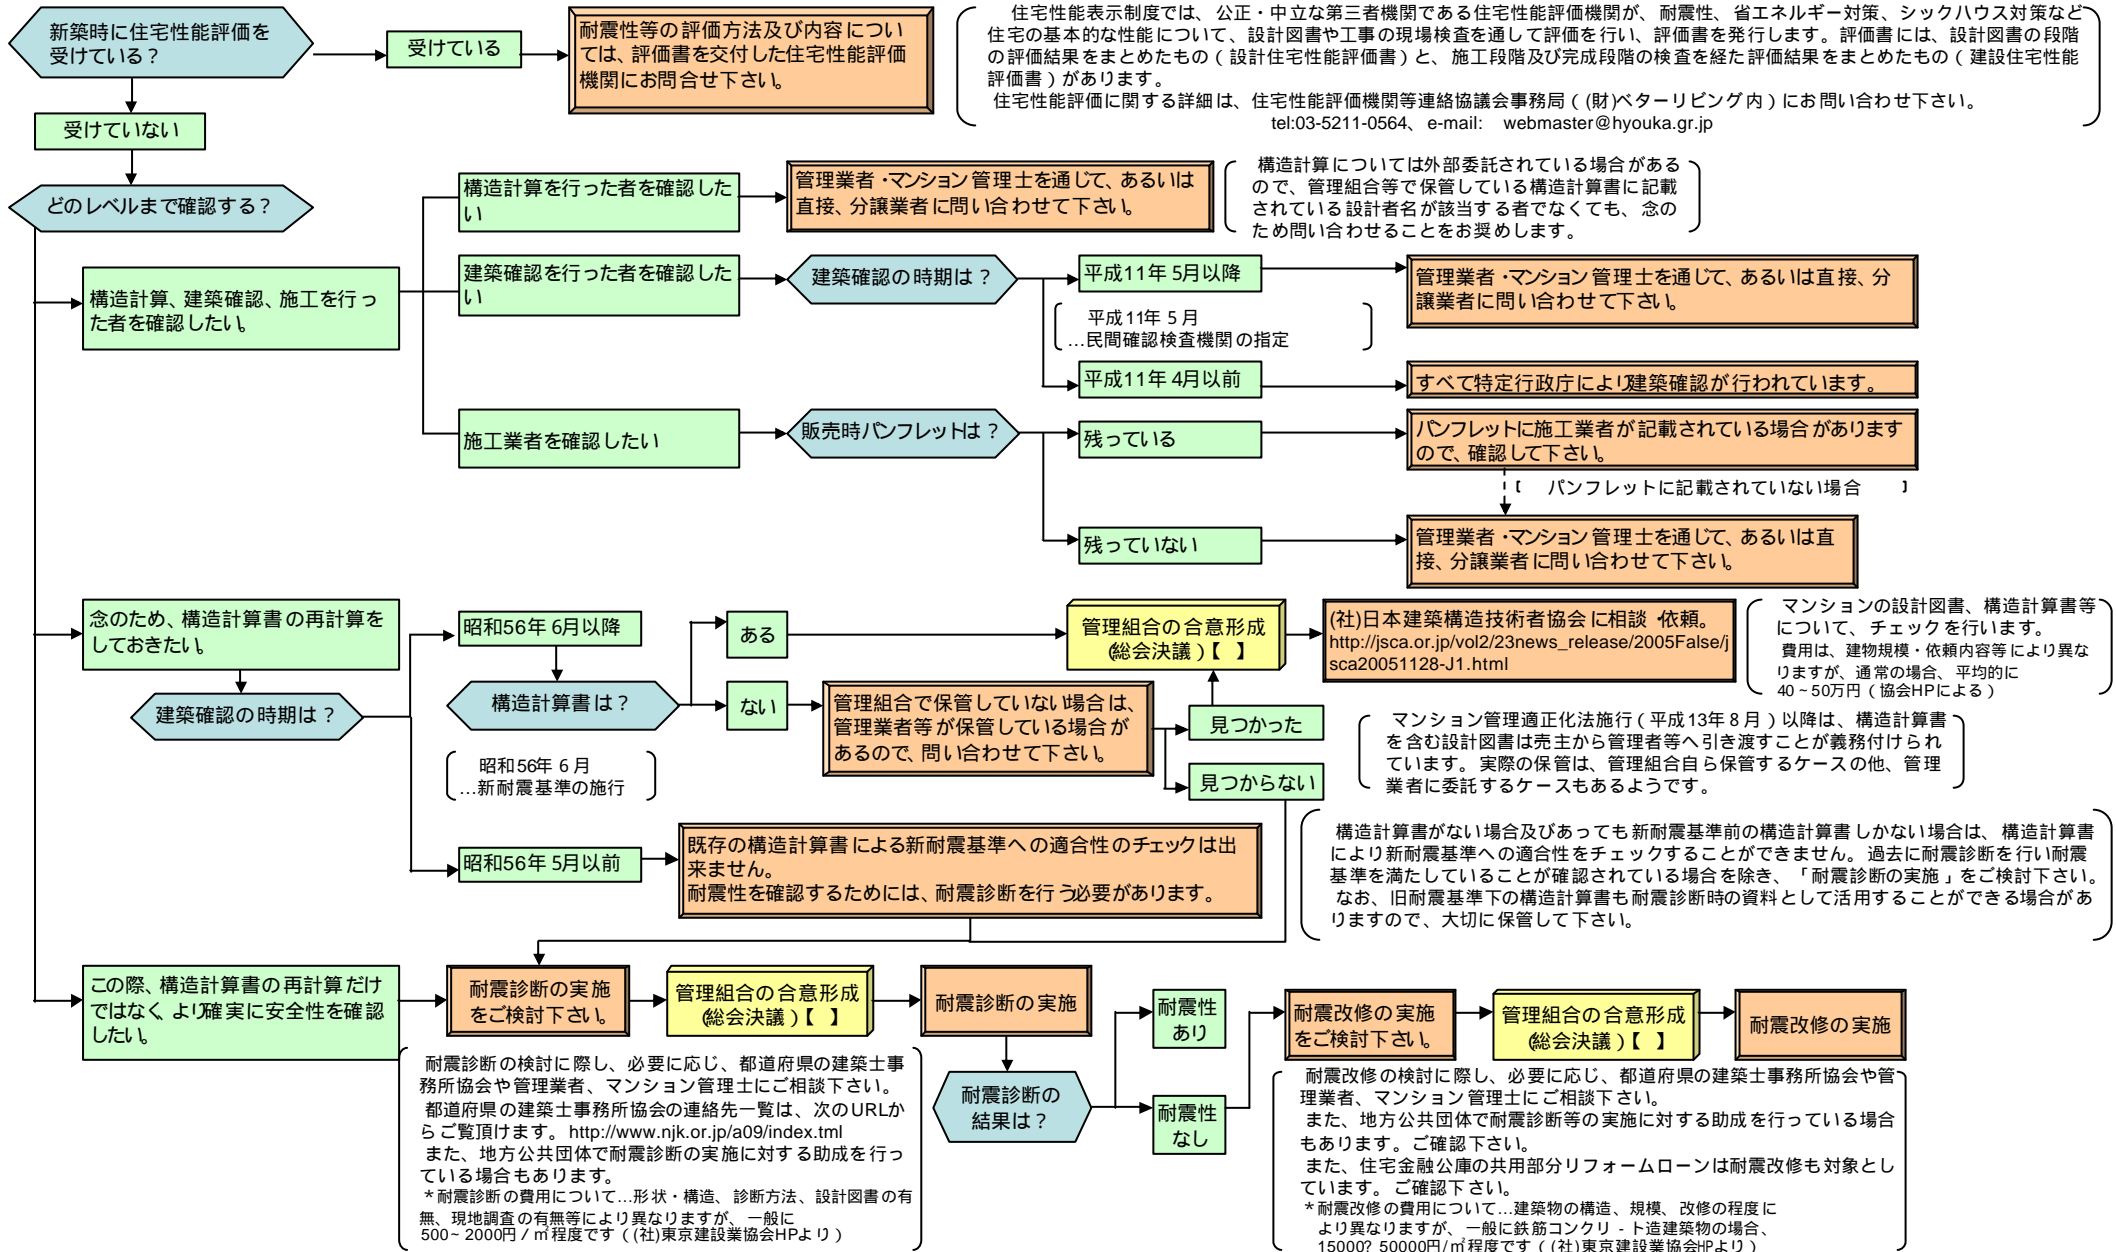 新築時に住宅性能評価を
受けている？
受けている
耐震性等の評価方法及び内容につい
ては、評価書を交付した住宅性能評価
機関にお問合せ下さい。
住宅性能表示制度では、公正・中立な第三者機関である住宅性能評価機関が、耐震性、省エネルギー対策、シックハウス対策など
住宅の基本的な性能について、設計図書や工事の現場検査を通して評価を行い、評価書を発行します。評価書には、設計図書の段階
の評価結果をまとめたもの（設計住宅性能評価書）と、施工段階及び完成段階の検査を経た評価結果をまとめたもの（建設住宅性能
評価書）があります。
住宅性能評価に関する詳細は、住宅性能評価機関等連絡協議会事務局（(財)ベターリビング内）にお問い合わせ下さい。
tel:03-5211-0564、e-mail: webmaster@hyouka.gr.jp
受けていない
どのレベルまで確認する？
構造計算、建築確認、施工を行っ
た者を確認したい。
構造計算を行った者を確認した
い
管理業者・マンション管理士を通じて、あるいは
直接、分譲業者に問い合わせて下さい。
構造計算については外部委託されている場合がある
ので、管理組合等で保管している構造計算書に記載
されている設計者名が該当する者でなくても、念の
ため問い合わせることをお奨めします。
建築確認を行った者を確認した
い
建築確認の時期は？
平成11年5月以降
管理業者・マンション管理士を通じて、あるいは直接、分
譲業者に問い合わせて下さい。
平成11年5月
…民間確認検査機関の指定
平成11年4月以前
すべて特定行政庁により建築確認が行われています。
施工業者を確認したい
販売時パンフレットは？
残っている
パンフレットに施工業者が記載されている場合があります
ので、確認して下さい。
【 パンフレットに記載されていない場合 】
残っていない
管理業者・マンション管理士を通じて、あるいは直
接、分譲業者に問い合わせて下さい。
念のため、構造計算書の再計算を
しておきたい。
建築確認の時期は？
昭和56年6月以降
構造計算書は？
昭和56年6月
…新耐震基準の施行
ある
ない
管理組合の合意形成
（総会決議）【 】
(社)日本建築構造技術者協会に相談・依頼。
http://jsca.or.jp/vol2/23news_release/2005False/j
sca20051128-J1.html
マンションの設計図書、構造計算書等
について、チェックを行います。
費用は、建物規模・依頼内容等により異な
りますが、通常の場合、平均的に
40～50万円（協会HPによる）
管理組合で保管していない場合は、
管理業者等が保管している場合が
あるので、問い合わせて下さい。
見つかった
見つからない
マンション管理適正化法施行（平成13年8月）以降は、構造計算書
を含む設計図書は売主から管理者等へ引き渡すことが義務付けられ
ています。実際の保管は、管理組合自ら保管するケースの他、管理
業者に委託するケースもあるようです。
昭和56年5月以前
既存の構造計算書による新耐震基準への適合性のチェックは出
来ません。
耐震性を確認するためには、耐震診断を行う必要があります。
構造計算書がない場合及びあっても新耐震基準前の構造計算書しかない場合は、構造計算書
により新耐震基準への適合性をチェックすることができません。過去に耐震診断を行い耐震
基準を満たしていることが確認されている場合を除き、「耐震診断の実施」をご検討下さい。
なお、旧耐震基準下の構造計算書も耐震診断時の資料として活用することができる場合があ
りますので、大切に保管して下さい。
この際、構造計算書の再計算だけ
ではなく、より確実に安全性を確認
したい。
耐震診断の実施
をご検討下さい。
管理組合の合意形成
（総会決議）【 】
耐震診断の実施
耐震診断の
結果は？
耐震性
あり
耐震性
なし
耐震改修の実施
をご検討下さい。
管理組合の合意形成
（総会決議）【 】
耐震改修の実施
耐震診断の検討に際し、必要に応じ、都道府県の建築士事
務所協会や管理業者、マンション管理士にご相談下さい。
都道府県の建築士事務所協会の連絡先一覧は、次のURLか
らご覧頂けます。http://www.njk.or.jp/a09/index.tml
また、地方公共団体で耐震診断の実施に対する助成を行っ
ている場合もあります。
＊耐震診断の費用について…形状・構造、診断方法、設計図書の有
無、現地調査の有無等により異なりますが、一般に
500～2000円／㎡程度です（(社)東京建設業協会HPより）
耐震改修の検討に際し、必要に応じ、都道府県の建築士事務所協会や管
理業者、マンション管理士にご相談下さい。
また、地方公共団体で耐震診断等の実施に対する助成を行っている場合
もあります。ご確認下さい。
また、住宅金融公庫の共用部分リフォームローンは耐震改修も対象とし
ています。ご確認下さい。
＊耐震改修の費用について…建築物の構造、規模、改修の程度に
より異なりますが、一般に鉄筋コンクリ－ト造建築物の場合、
15000?50000円/㎡程度です（(社)東京建設業協会HPより）